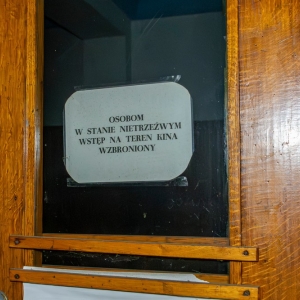 OSOBOM
W STANIE NIETRZEŹWYM
WSTĘP NA TEREN KINA
WZBRONIONY